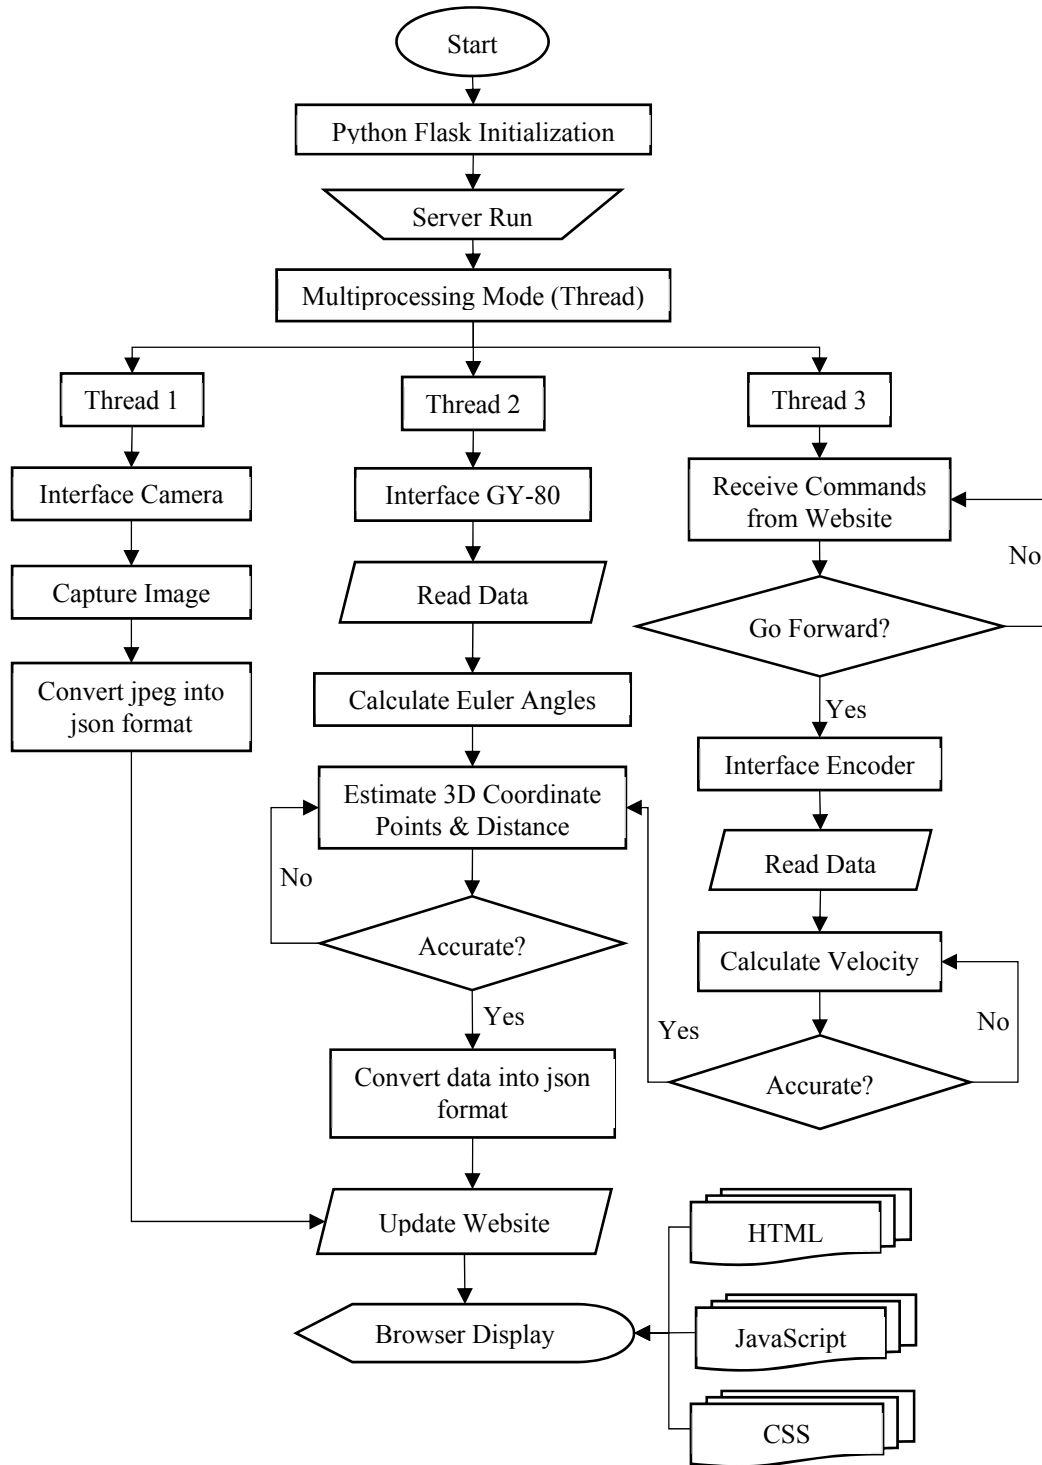 Start
Python Flask Initialization
Server Run
Multiprocessing Mode (Thread)
Thread 1
Thread 2
Thread 3
Interface Camera
Interface GY-80
Receive Commands
from Website
No
Capture Image
Read Data
Go Forward?
Convert jpeg into
json format
Calculate Euler Angles
Yes
Interface Encoder
Estimate 3D Coordinate
Points & Distance
Read Data
No
Accurate?
Calculate Velocity
Yes
Yes
No
Convert data into json
format
Accurate?
Update Website
HTML
Browser Display
JavaScript
CSS